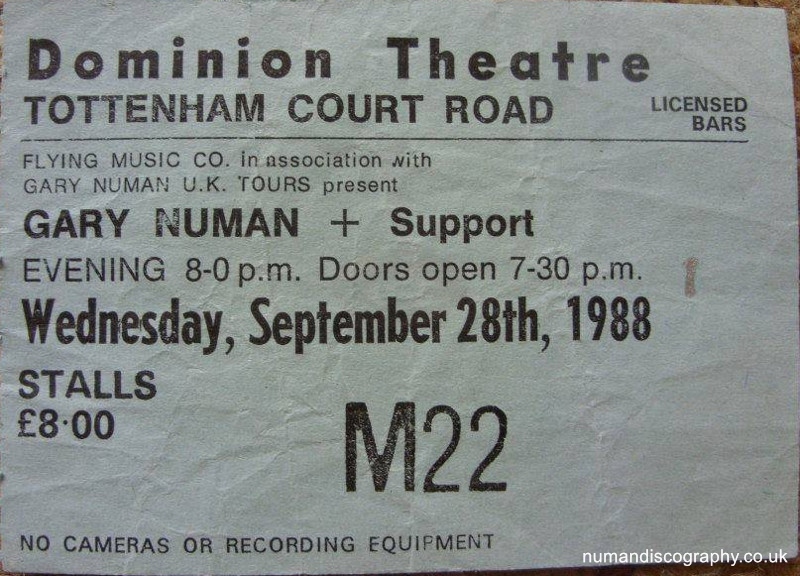 Dominion Theatre
TOTTENHAM COURT ROAD
LICENSED
BARS
FLYING MUSIC CO. in association with
GARY NUMAN U.K. TOURS present
GARY NUMAN + Support
EVENING 8-0 p.m. Doors open 7-30 p.m.
1
Wednesday, September 28th, 1988
STALLS
£8·00
M22
NO CAMERAS OR RECORDING EQUIPMENT
numandiscography.co.uk